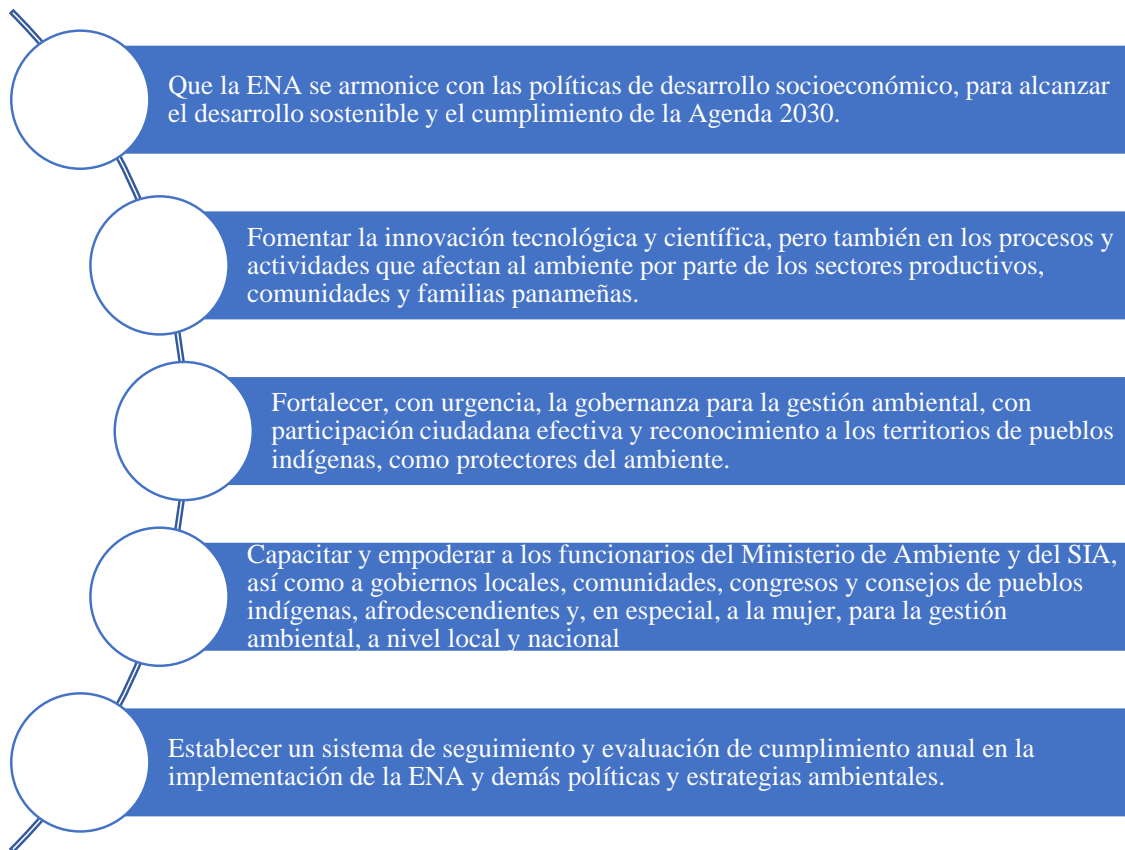 Que la ENA se armonice con las políticas de desarrollo socioeconómico, para alcanzar
el desarrollo sostenible y el cumplimiento de la Agenda 2030.
Fomentar la innovación tecnológica y científica, pero también en los procesos y
actividades que afectan al ambiente por parte de los sectores productivos,
comunidades y familias panameñas.
Fortalecer, con urgencia, la gobernanza para la gestión ambiental, con
participación ciudadana efectiva y reconocimiento a los territorios de pueblos
indígenas, como protectores del ambiente.
Capacitar y empoderar a los funcionarios del Ministerio de Ambiente y del SIA,
así como a gobiernos locales, comunidades, congresos y consejos de pueblos
indígenas, afrodescendientes y, en especial, a la mujer, para la gestión
ambiental, a nivel local y nacional
Establecer un sistema de seguimiento y evaluación de cumplimiento anual en la
implementación de la ENA y demás políticas y estrategias ambientales.